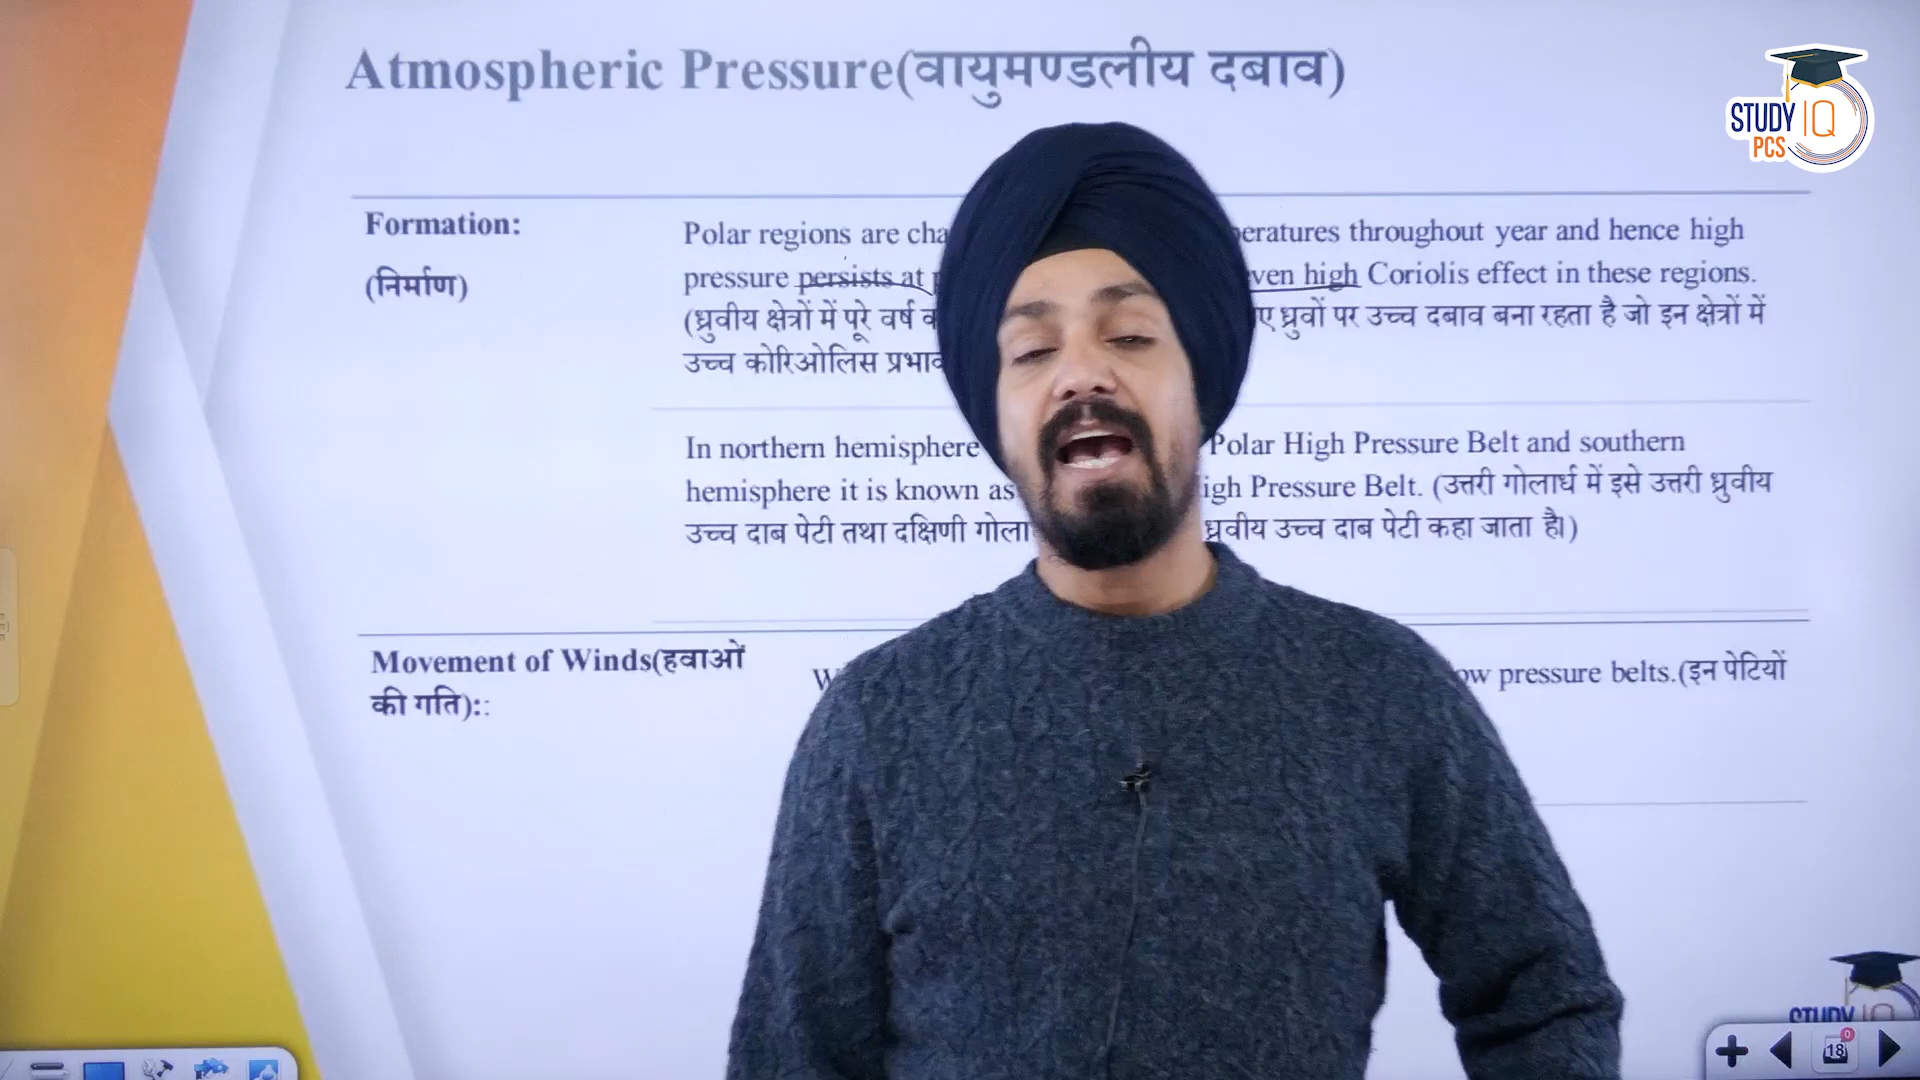 Atmospheric Pressure(वायुमण्डलीय दबाव)
STUDY IQ
PCS
Formation:
(निर्माण)
Polar regions are cha
eratures throughout year and hence high
pressure persists at
ven high Coriolis effect in these regions.
(ध्रुवीय क्षेत्रों में पूरे वर्ष
ए ध्रुवों पर उच्च दबाव बना रहता है जो इन क्षेत्रों में
उच्च कोरिओलिस प्रभाव
In northern hemisphere
Polar High Pressure Belt and southern
hemisphere it is known as
igh Pressure Belt. (उत्तरी गोलार्ध में इसे उत्तरी ध्रुवीय
उच्च दाब पेटी तथा दक्षिणी गोला
ध्रुवीय उच्च दाब पेटी कहा जाता है।)
Movement of Winds(हवाओं
की गति)::
ow pressure belts.(इन पेटियों
STUDY IQ
18
0